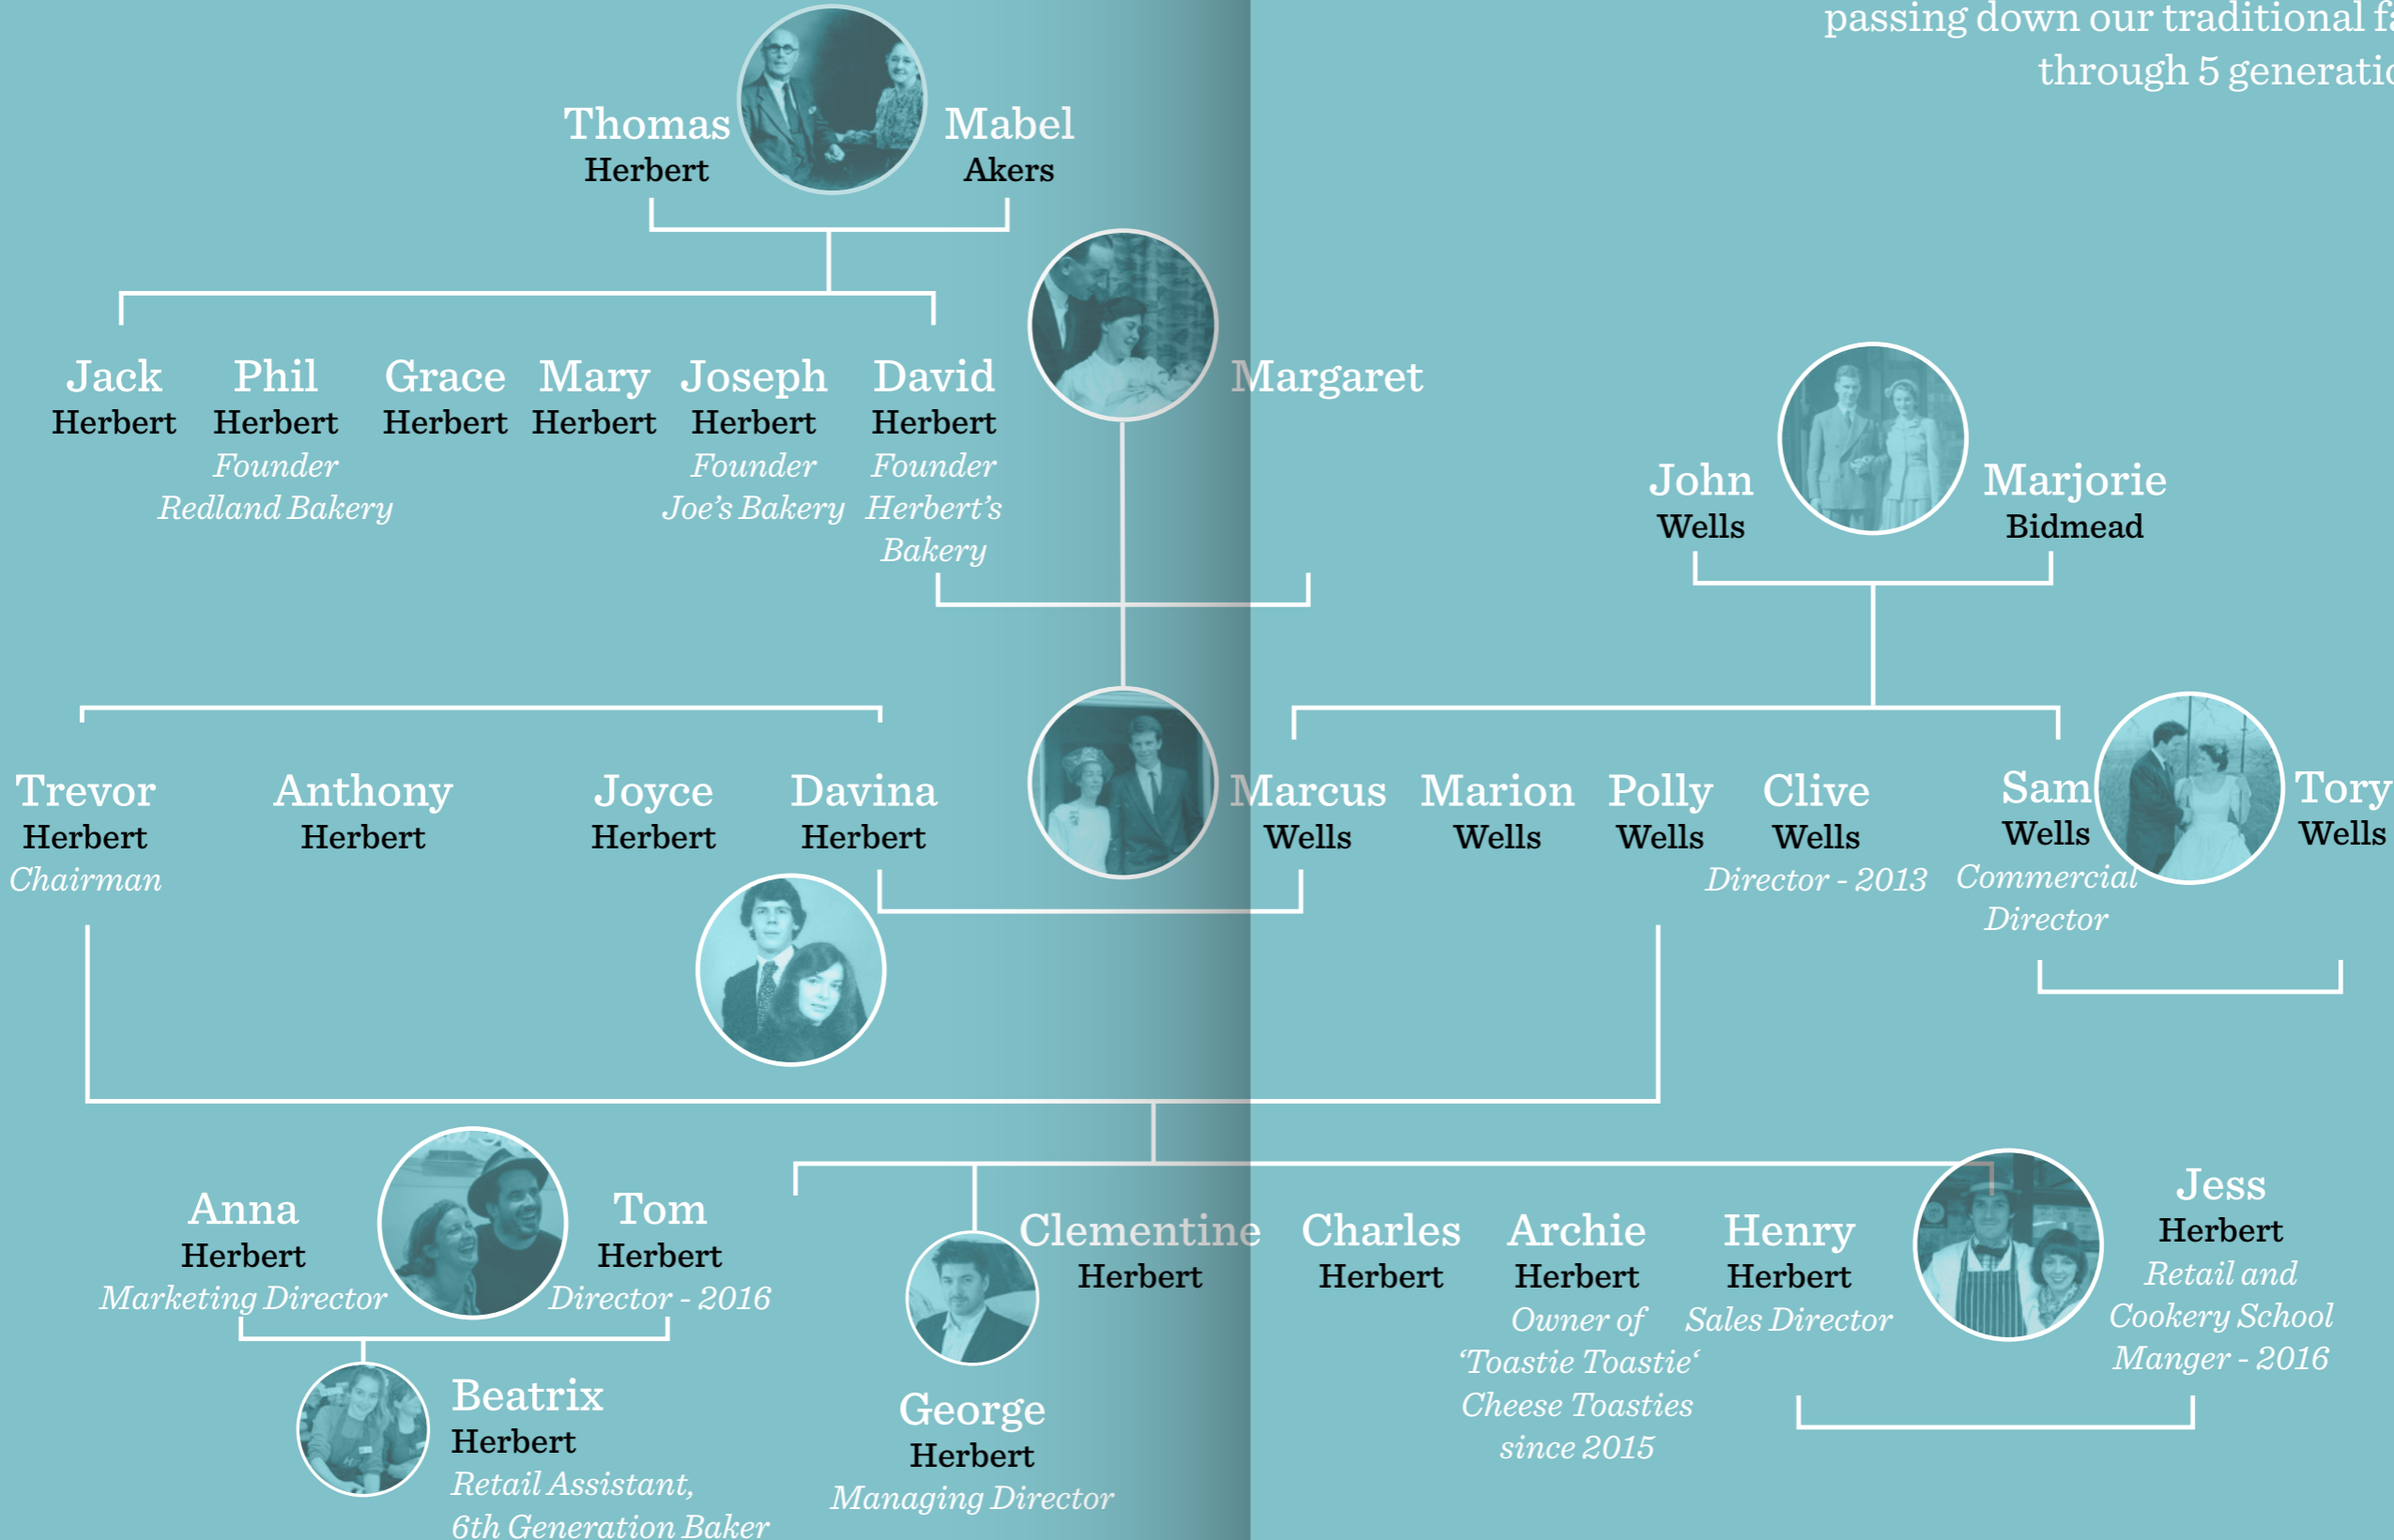 passing down our traditional
through 5
Thomas
Herbert
Mabel
Akers
Jack
Herbert
Phil
Herbert
Founder
Redland Bakery
Grace
Herbert
Mary
Herbert
Joseph
Herbert
Founder
Joe's Bakery
David
Herbert
Founder
Herbert's
Bakery
Margaret
John
Wells
Marjorie
Bidmead
Trevor
Herbert
Chairman
Anthony
Herbert
Joyce
Herbert
Davina
Herbert
Marcus
Wells
Marion
Wells
Polly
Wells
Clive
Wells
Director - 2013
Sam
Wells
Commercial
Director
Tory
Wells
Anna
Herbert
Marketing Director
Tom
Herbert
Director - 2016
Beatrix
Herbert
Retail Assistant,
6th Generation Baker
George
Herbert
Managing Director
Clementine
Herbert
Charles
Herbert
Archie
Herbert
Owner of
‘Toastie Toastie‘
Cheese Toasties
since 2015
Henry
Herbert
Sales Director
Jess
Herbert
Retail and
Cookery School
Manger - 2016